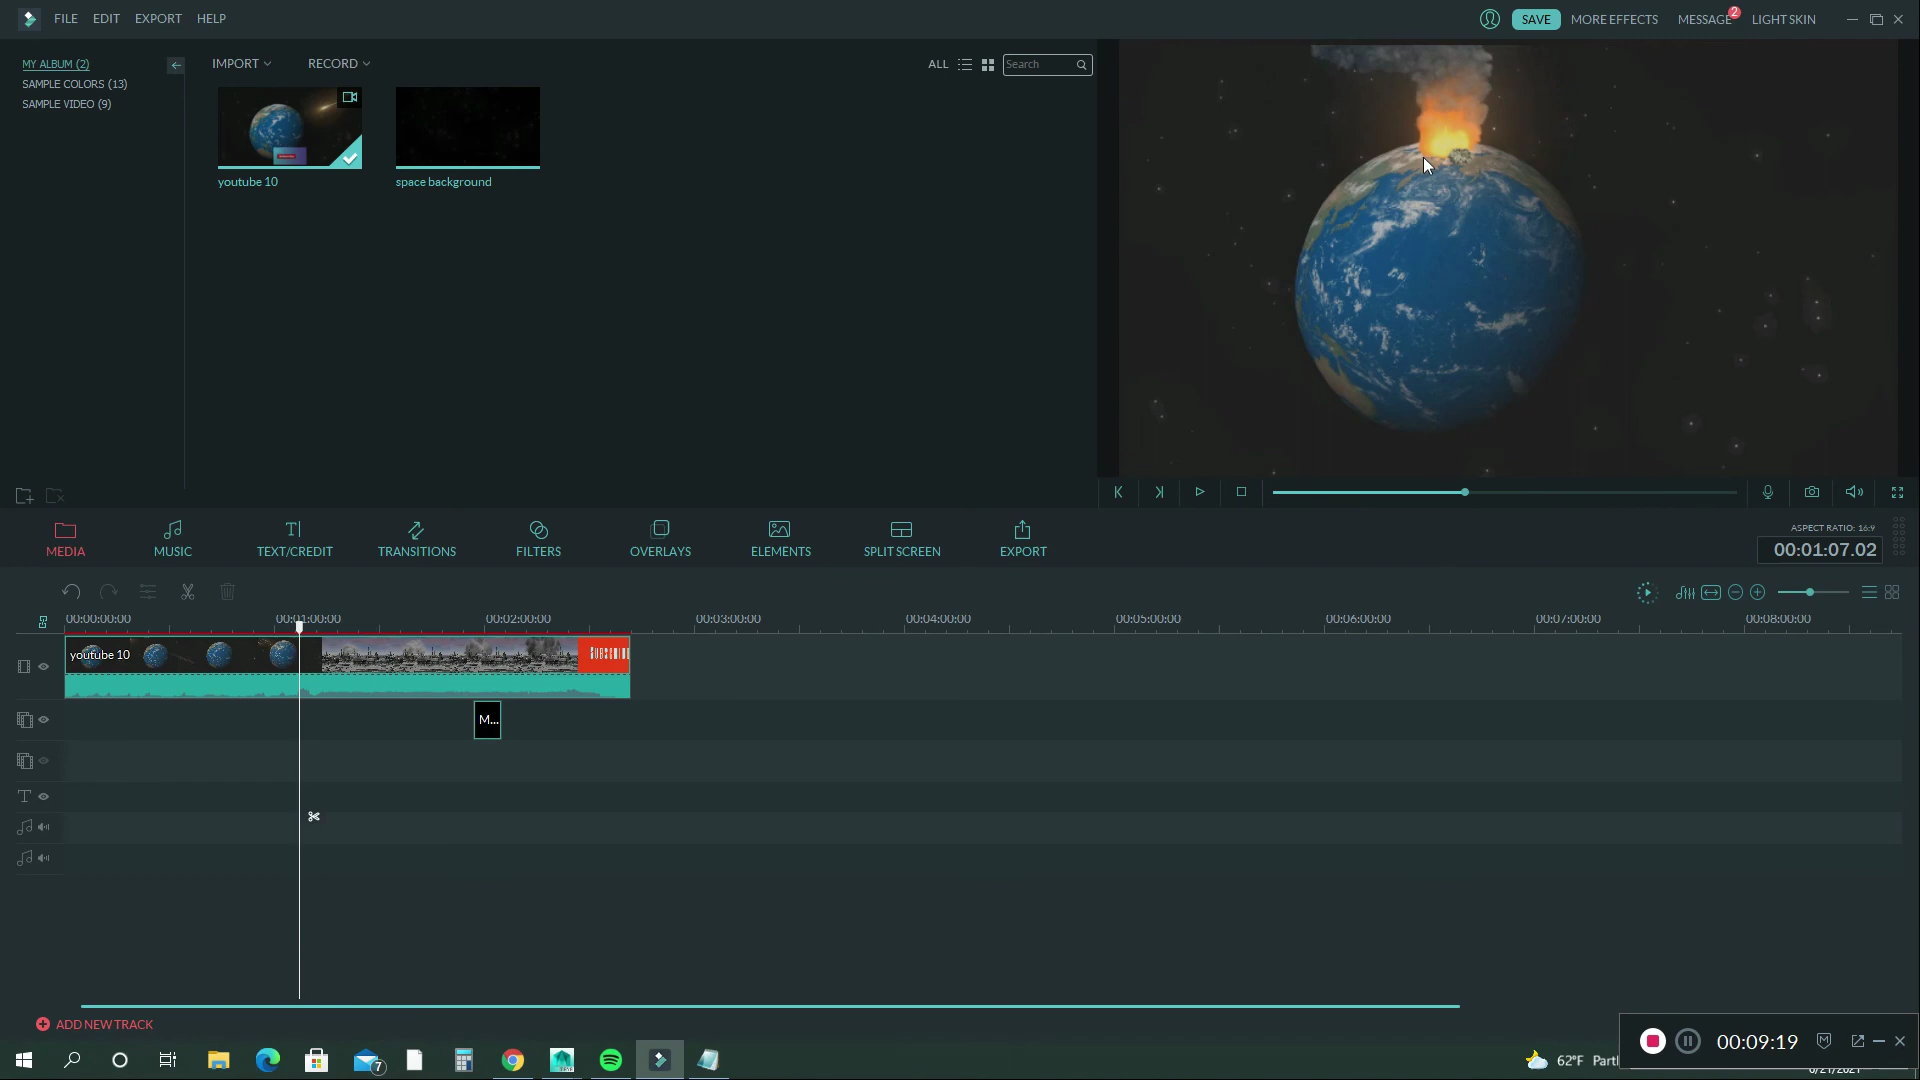 FILE EDIT EXPORT HELP
SAVE MORE EFFECTS MESSAGE 2 LIGHT SKIN
MY ALBUM (2)
SAMPLE COLORS (13)
SAMPLE VIDEO (9)
IMPORT RECORD
ALL Search
youtube 10 space background
MEDIA MUSIC TEXT/CREDIT TRANSITIONS FILTERS OVERLAYS ELEMENTS SPLIT SCREEN EXPORT
ASPECT RATIO: 16:9
00:01:07.02
00:00:00:00 00:01:00:00 00:02:00:00 00:03:00:00 00:04:00:00 00:05:00:00 00:06:00:00 00:07:00:00 00:08:00:00
youtube 10
M...
ADD NEW TRACK
7
62°F
00:09:19